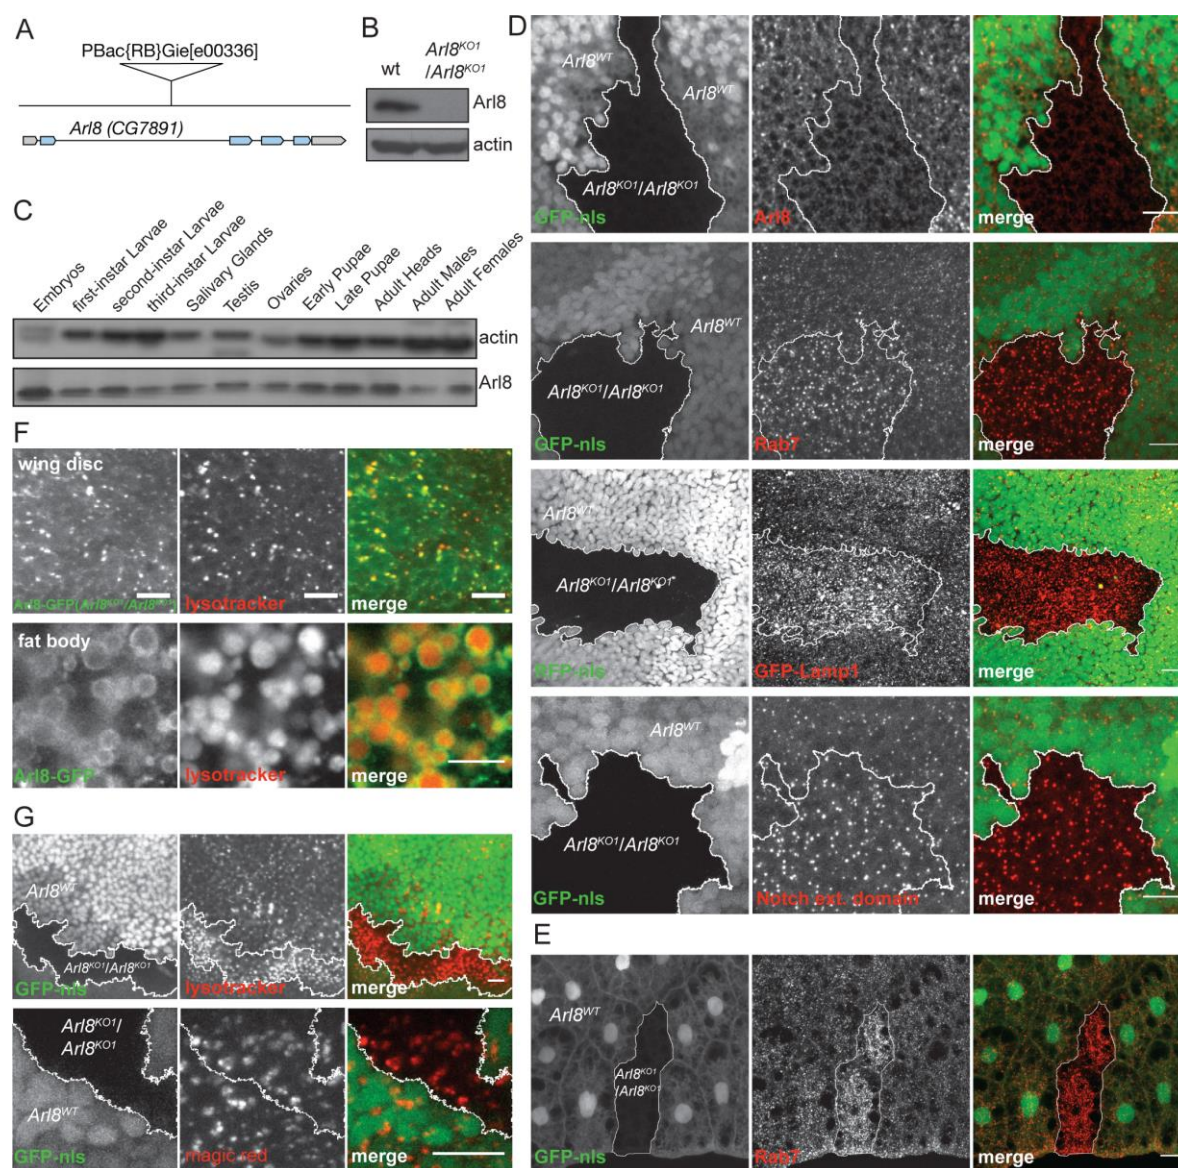 A
PBac{RB}Gie[e00336]
Arl8 (CG7891)
B
wt
Arl8KO1
/Arl8KO1
Arl8
actin
C
Embryos
first-instar Larvae
second-instar Larvae
third-instar Larvae
Salivary Glands
Testis
Ovaries
Early Pupae
Late Pupae
Adult Heads
Adult Males
Adult Females
actin
Arl8
D
Arl8WT
Arl8WT
Arl8KO1/Arl8KO1
GFP-nls
Arl8
merge
Arl8WT
Arl8KO1/Arl8KO1
GFP-nls
Rab7
merge
Arl8WT
Arl8KO1/Arl8KO1
RFP-nls
GFP-Lamp1
merge
Arl8WT
Arl8KO1/Arl8KO1
GFP-nls
Notch ext. domain
merge
E
Arl8WT
Arl8KO1
/Arl8KO1
GFP-nls
Rab7
merge
F
wing disc
Arl8-GFP(Arl8KO1/Arl8KO1)
lysotracker
merge
fat body
Arl8-GFP
lysotracker
merge
G
Arl8WT
Arl8KO1/Arl8KO1
GFP-nls
lysotracker
merge
Arl8KO1/
Arl8KO1
Arl8WT
GFP-nls
magic red
merge